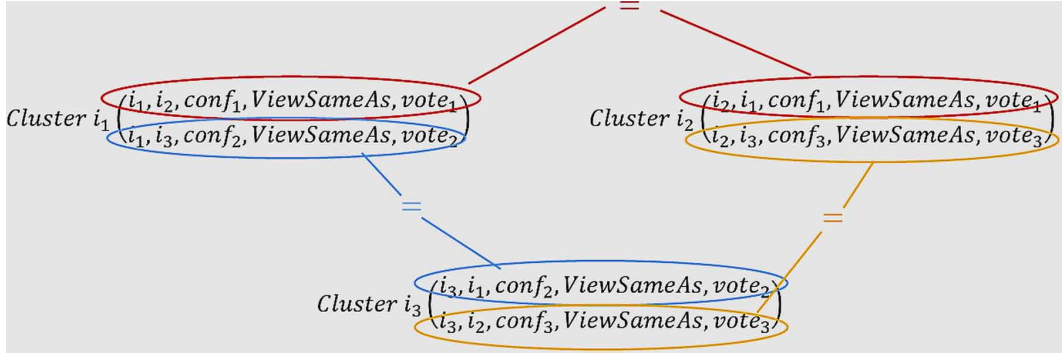 =
Cluster i₁ (i₁, i₂, conf₁, ViewSameAs, vote₁
i₁, i₃, conf₂, ViewSameAs, vote₂)
Cluster i₂ (i₂, i₁, conf₁, ViewSameAs, vote₁
i₂, i₃, conf₃, ViewSameAs, vote₃)
=
=
Cluster i₃ (i₃, i₁, conf₂, ViewSameAs, vote₂
i₃, i₂, conf₃, ViewSameAs, vote₃)